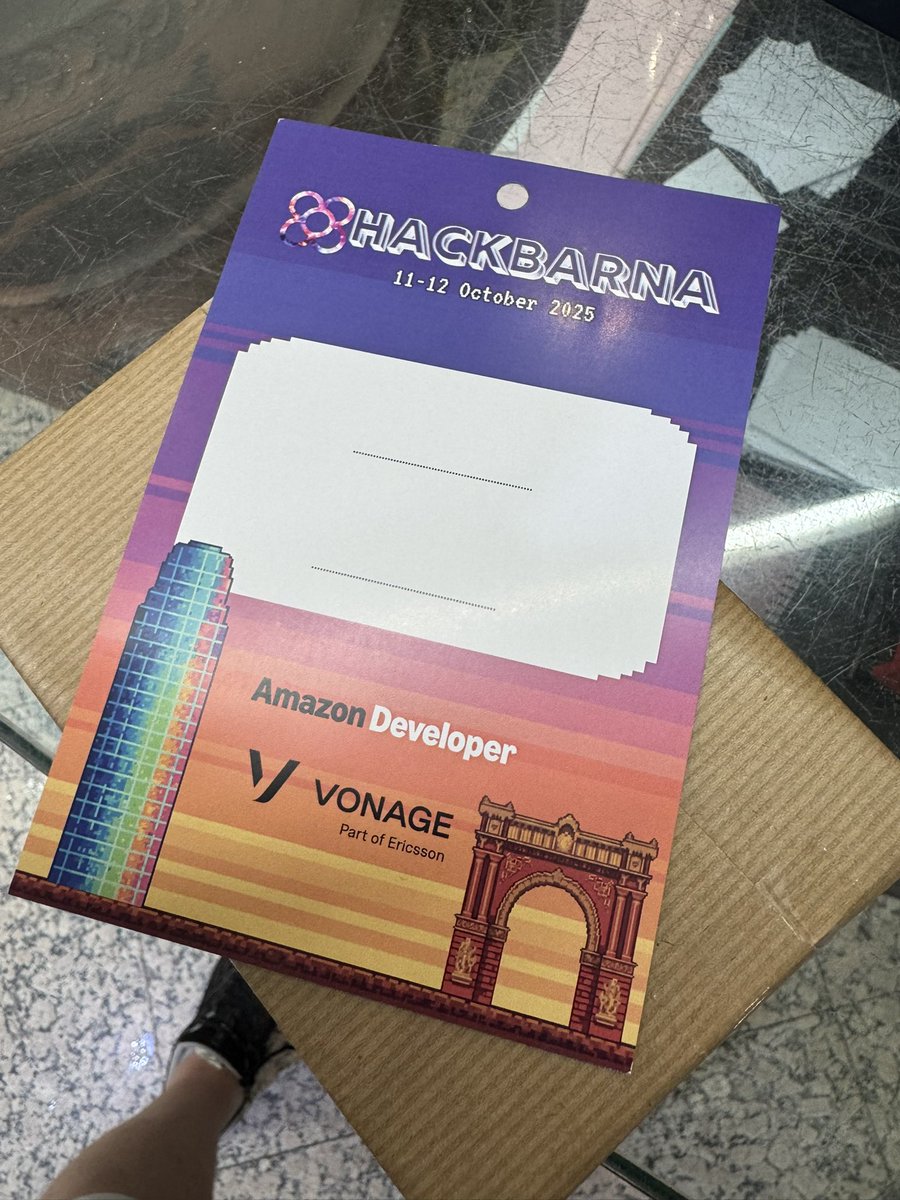 HACKBARNA
11-12 October 2025
Amazon Developer
VONAGE
Part of Ericsson